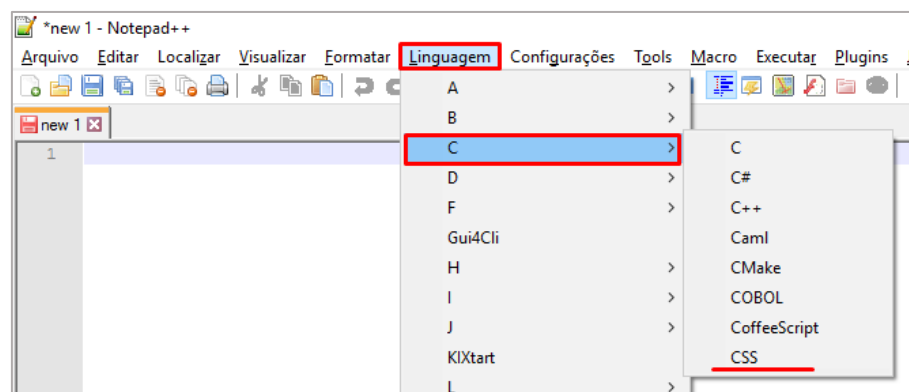 *new 1 - Notepad++
Arquivo Editar Localizar Visualizar Formatar Linguagem Configurações Tools Macro Executar Plugins
new 1
1
A
B
C
D
F
Gui4Cli
H
I
J
KIXtart
L
C
C#
C++
Caml
CMake
COBOL
CoffeeScript
CSS